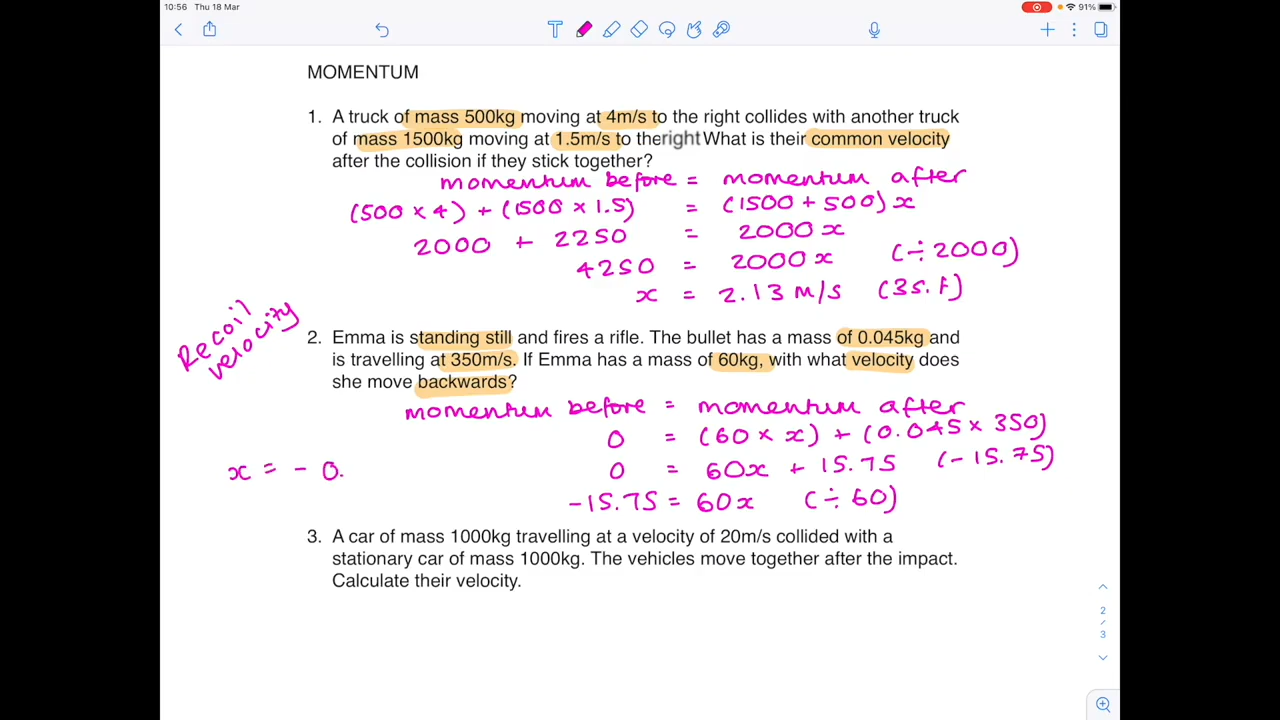 10:56 Thu 18 Mar
91%
MOMENTUM
1. A truck of mass 500kg moving at 4m/s to the right collides with another truck
of mass 1500kg moving at 1.5m/s to the right What is their common velocity
after the collision if they stick together?
momentum before = momentum after
(500 × 4) + (1500 × 1.5) = (1500 + 500) x
2000 + 2250 = 2000 x
4250 = 2000 x (÷ 2000)
x = 2.13 m/s (3s.f)
Recoil
velocity
2. Emma is standing still and fires a rifle. The bullet has a mass of 0.045kg and
is travelling at 350m/s. If Emma has a mass of 60kg, with what velocity does
she move backwards?
momentum before = momentum after
0 = (60 × x) + (0.045 × 350)
0 = 60x + 15.75 (- 15.75)
-15.75 = 60x (÷ 60)
x = - 0.
3. A car of mass 1000kg travelling at a velocity of 20m/s collided with a
stationary car of mass 1000kg. The vehicles move together after the impact.
Calculate their velocity.
2
/
3